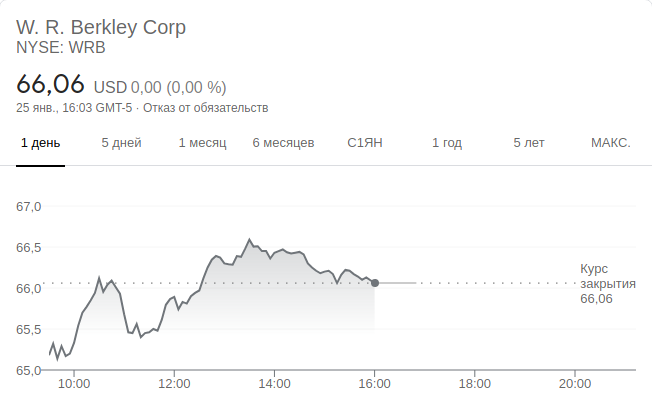 W. R. Berkley Corp
NYSE: WRB
66,06 USD 0,00 (0,00 %)
25 янв., 16:03 GMT-5 · Отказ от обязательств
1 день 5 дней 1 месяц 6 месяцев С1ЯН 1 год 5 лет МАКС.
67,0
66,5
66,0
65,5
65,0
Курс
закрытия
66,06
10:00 12:00 14:00 16:00 18:00 20:00